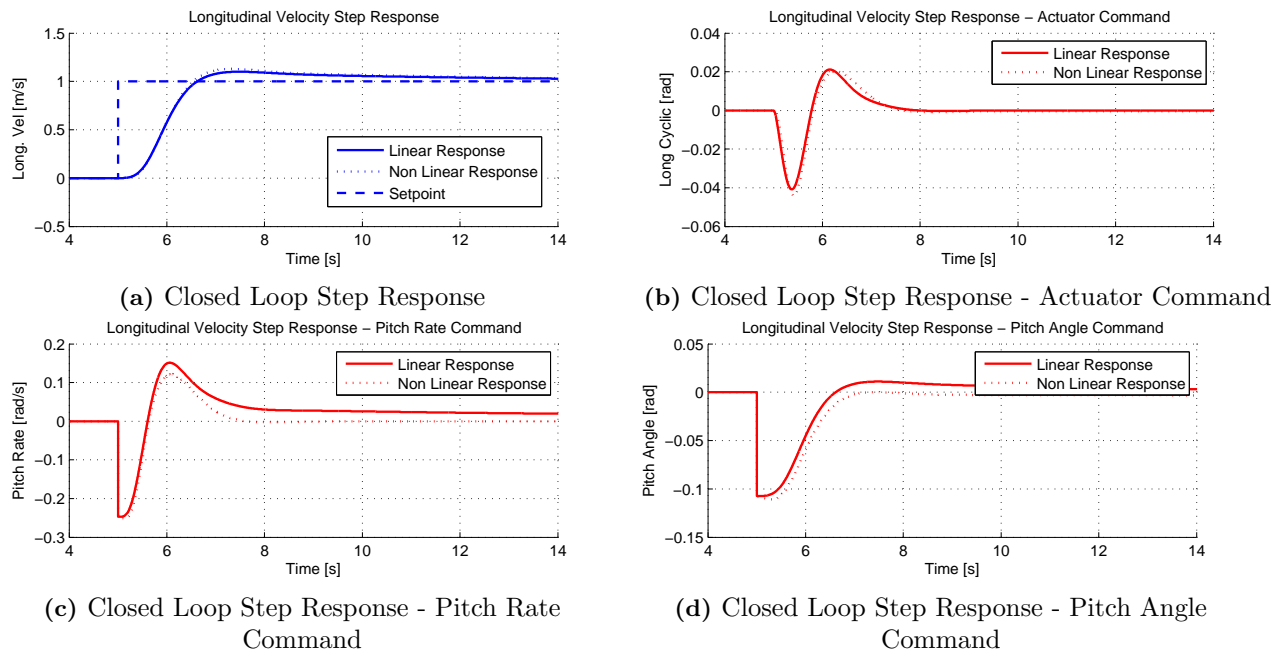 Longitudinal Velocity Step Response
1.5
1
0.5
0
−0.5
Long. Vel [m/s]
Linear Response
Non Linear Response
Setpoint
4 6 8 10 12 14
Time [s]
(a) Closed Loop Step Response
Longitudinal Velocity Step Response − Actuator Command
0.04
0.02
0
−0.02
−0.04
−0.06
Long Cyclic [rad]
Linear Response
Non Linear Response
4 6 8 10 12 14
Time [s]
(b) Closed Loop Step Response - Actuator Command
Longitudinal Velocity Step Response − Pitch Rate Command
0.2
0.1
0
−0.1
−0.2
−0.3
Pitch Rate [rad/s]
Linear Response
Non Linear Response
4 6 8 10 12 14
Time [s]
(c) Closed Loop Step Response - Pitch Rate
Command
Longitudinal Velocity Step Response − Pitch Angle Command
0.05
0
−0.05
−0.1
−0.15
Pitch Angle [rad]
Linear Response
Non Linear Response
4 6 8 10 12 14
Time [s]
(d) Closed Loop Step Response - Pitch Angle
Command